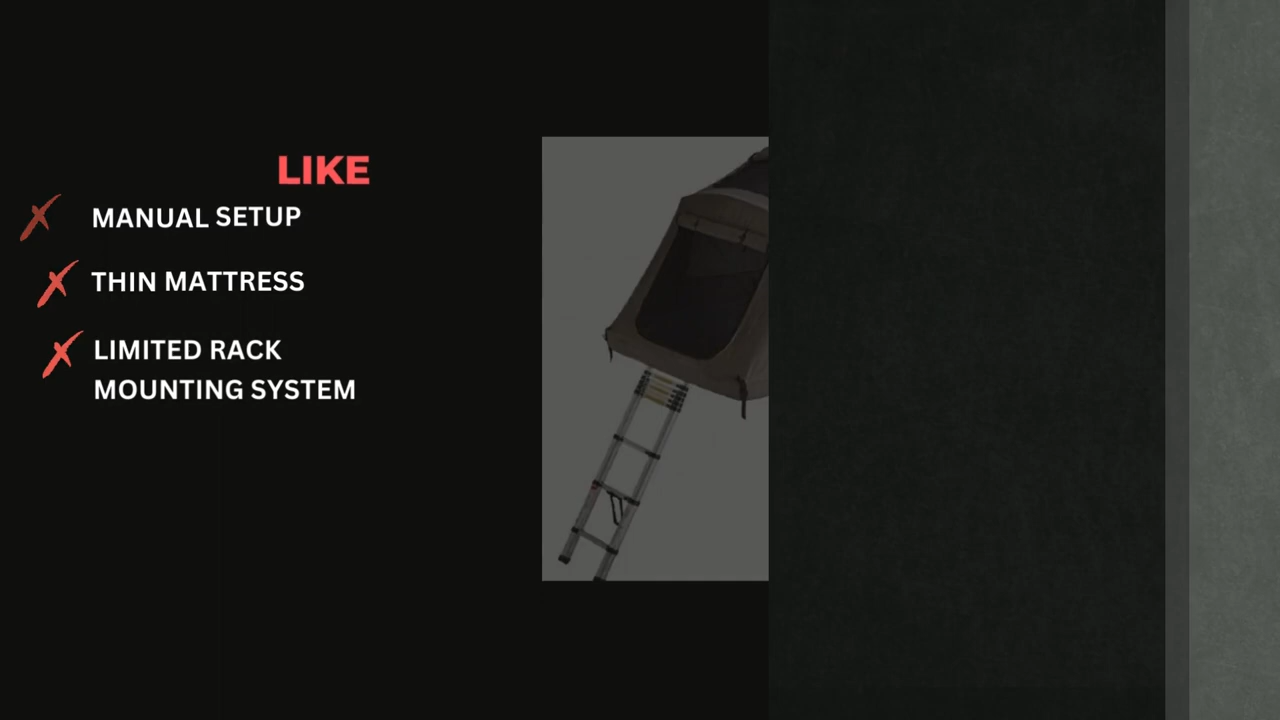 LIKE
MANUAL SETUP
THIN MATTRESS
LIMITED RACK
MOUNTING SYSTEM